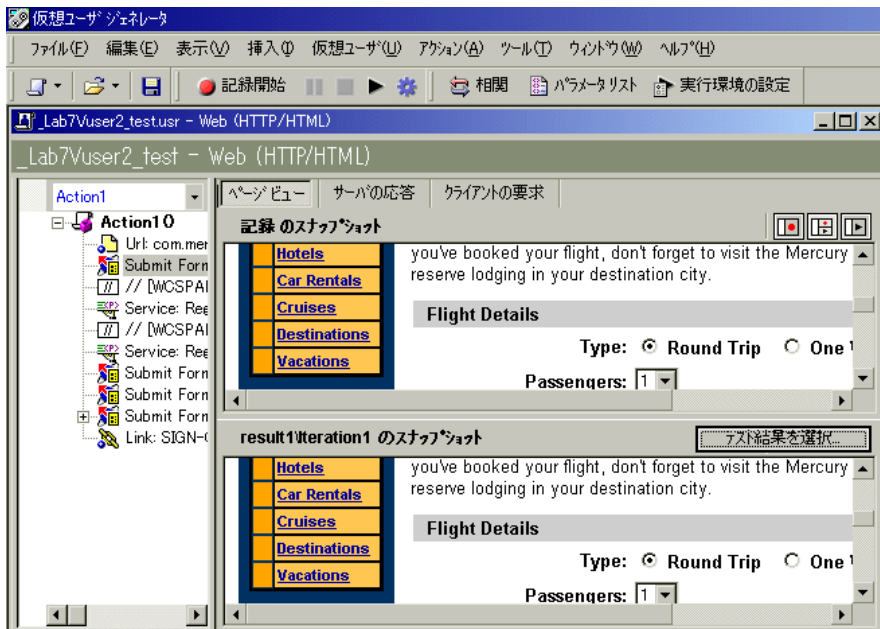 仮想ユーザ ジェネレータ
ファイル(F) 編集(E) 表示(V) 挿入(I) 仮想ユーザ(U) アクション(A) ツール(T) ウィンドウ(W) ヘルプ(H)
記録開始 相関 パラメータ リスト 実行環境の設定
_Lab7Vuser2_test.usr - Web (HTTP/HTML)
_Lab7Vuser2_test - Web (HTTP/HTML)
Action1
ページ ビュー サーバの応答 クライアントの要求
Action1()
Url: com.mer
Submit Form
// [WCSPAI
Service: Reg
// [WCSPAI
Service: Reg
Submit Forn
Submit Forn
Submit Forn
Link: SIGN-(
記録 のスナップショット
Hotels
Car Rentals
Cruises
Destinations
Vacations
you've booked your flight, don't forget to visit the Mercury
reserve lodging in your destination city.
Flight Details
Type: Round Trip One
Passengers: 1
result1\Iteration1 のスナップショット テスト結果を選択...
Hotels
Car Rentals
Cruises
Destinations
Vacations
you've booked your flight, don't forget to visit the Mercury
reserve lodging in your destination city.
Flight Details
Type: Round Trip One
Passengers: 1